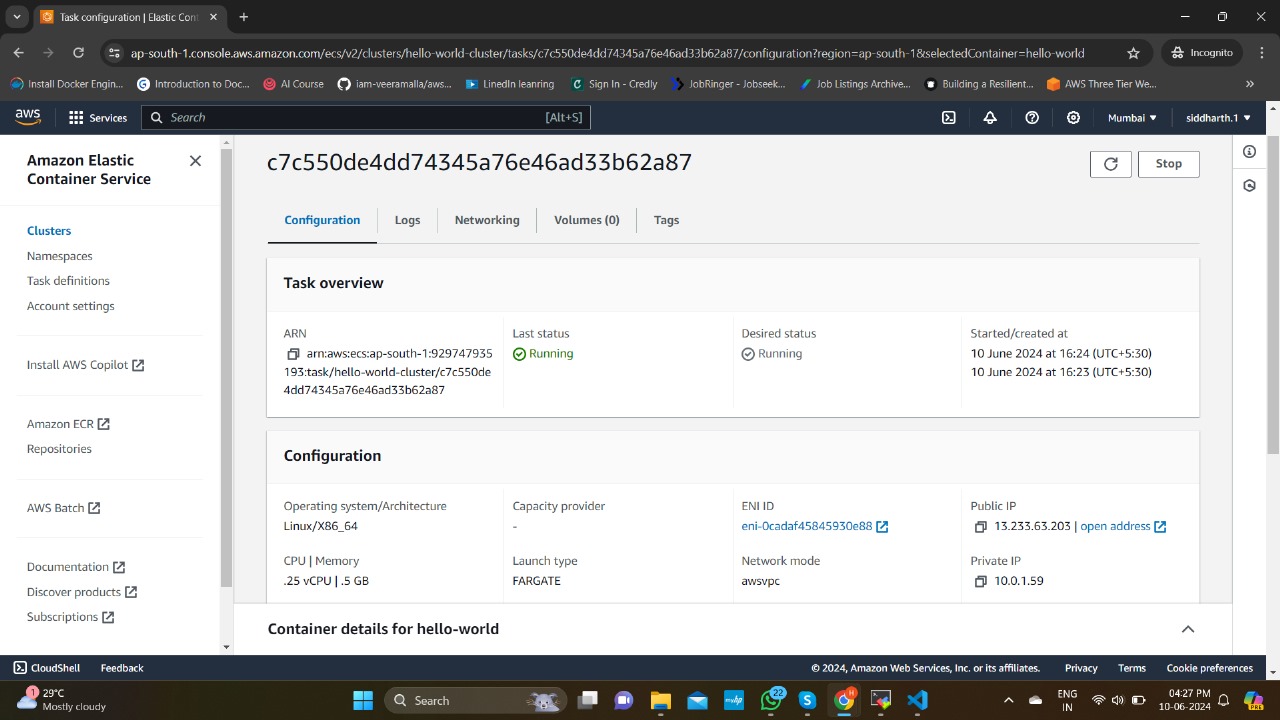 Task configuration | Elastic Cont
ap-south-1.console.aws.amazon.com/ecs/v2/clusters/hello-world-cluster/tasks/c7c550de4dd74345a76e46ad33b62a87/configuration?region=ap-south-1&selectedContainer=hello-world
Incognito
Install Docker Engin... Introduction to Doc... AI Course iam-veeramalla/aws... LinedIn leanring Sign In - Credly JobRinger - Jobseek... Job Listings Archive... Building a Resilient... AWS Three Tier We...
aws Services Search [Alt+S] Mumbai siddharth.1
Amazon Elastic
Container Service
Clusters
Namespaces
Task definitions
Account settings
Install AWS Copilot
Amazon ECR
Repositories
AWS Batch
Documentation
Discover products
Subscriptions
c7c550de4dd74345a76e46ad33b62a87
Stop
Configuration Logs Networking Volumes (0) Tags
Task overview
ARN
arn:aws:ecs:ap-south-1:929747935
193:task/hello-world-cluster/c7c550de
4dd74345a76e46ad33b62a87
Last status
Running
Desired status
Running
Started/created at
10 June 2024 at 16:24 (UTC+5:30)
10 June 2024 at 16:23 (UTC+5:30)
Configuration
Operating system/Architecture
Linux/X86_64
Capacity provider
-
ENI ID
eni-0cadaf45845930e88
Public IP
13.233.63.203 | open address
CPU | Memory
.25 vCPU | .5 GB
Launch type
FARGATE
Network mode
awsvpc
Private IP
10.0.1.59
Container details for hello-world
CloudShell Feedback © 2024, Amazon Web Services, Inc. or its affiliates. Privacy Terms Cookie preferences
1
29°C
Mostly cloudy
Search
22
H
ENG
IN
04:27 PM
10-06-2024